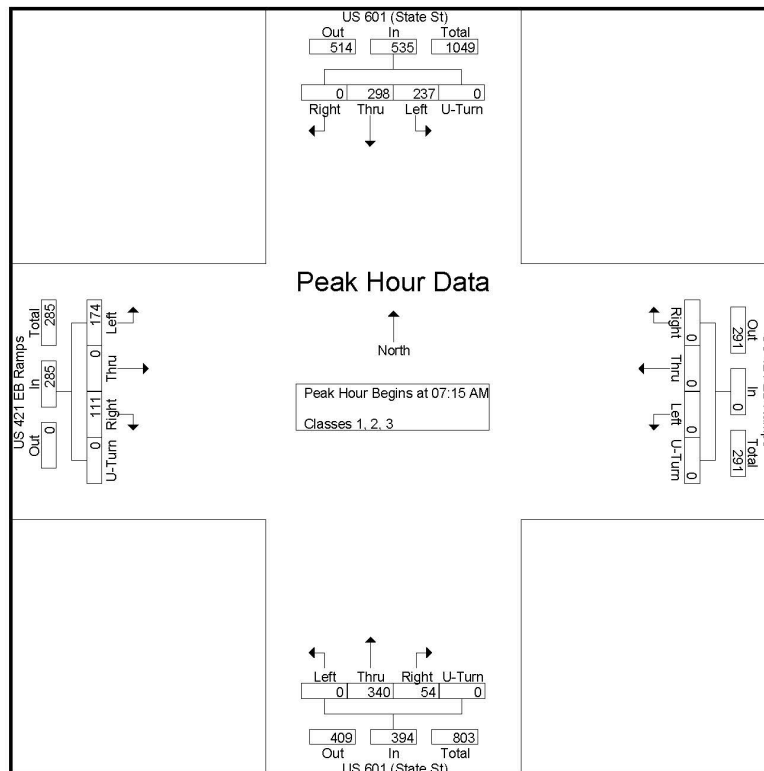 US 601 (State St)
Out In Total
514 535 1049
0 298 237 0
Right Thru Left U-Turn
Peak Hour Data
North
Peak Hour Begins at 07:15 AM
Classes 1, 2, 3
US 421 EB Ramps
Out In Total
0 285 285
U-Turn Right Thru Left
0 111 0 174
Right Thru Left U-Turn
0 0 0 0
Out In Total
291 0 291
Left Thru Right U-Turn
0 340 54 0
409 394 803
Out In Total
US 601 (State St)